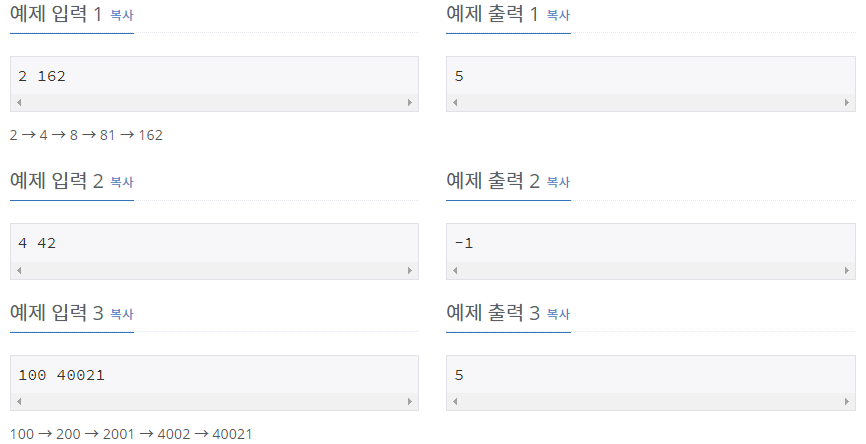 예제 입력 1 복사
예제 출력 1 복사
2 162
5
2 → 4 → 8 → 81 → 162
예제 입력 2 복사
예제 출력 2 복사
4 42
-1
예제 입력 3 복사
예제 출력 3 복사
100 40021
5
100 → 200 → 2001 → 4002 → 40021